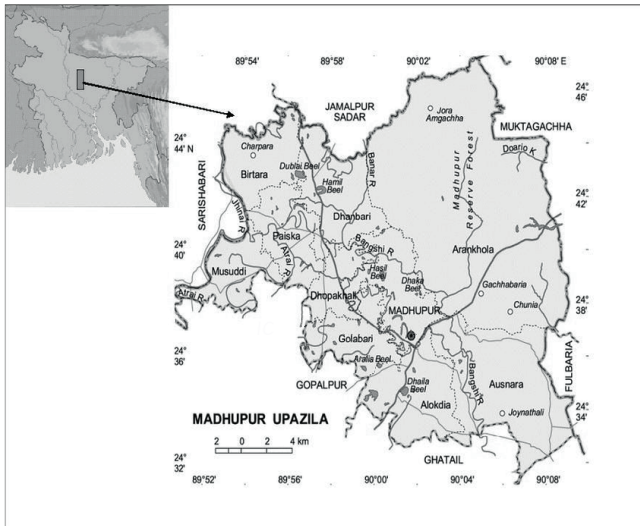 89°54' 89°58' 90°02' 90°08' E
24° 46'
JAMALPUR SADAR
Jora Amgachha
MUKTAGACHHA
24° 44' N
Charpara
Doario K
Dublai Beel
Birtara
Hamil Beel
Banar R
Madhupur Reserve Forest
SARISHABARI
24° 42'
Jhinai R
Dhanbari
Paiska
24° 40'
Bangshi R
Arankhola
Atrai R
Musuddi
Hasil Beel
Dhaka Beel
Gachhabaria
Atrai R
Dhopakhali
24° 38'
MADHUPUR
Chunia
Golabari
24° 36'
Aralia Beel
FULBARIA
GOPALPUR
Dhaila Beel
Bangshi R
Ausnara
Alokdia
24° 34'
MADHUPUR UPAZILA
Joynathali
2 0 2 4 km
GHATAIL
24° 32'
89°52' 89°56' 90°00' 90°04' 90°08'